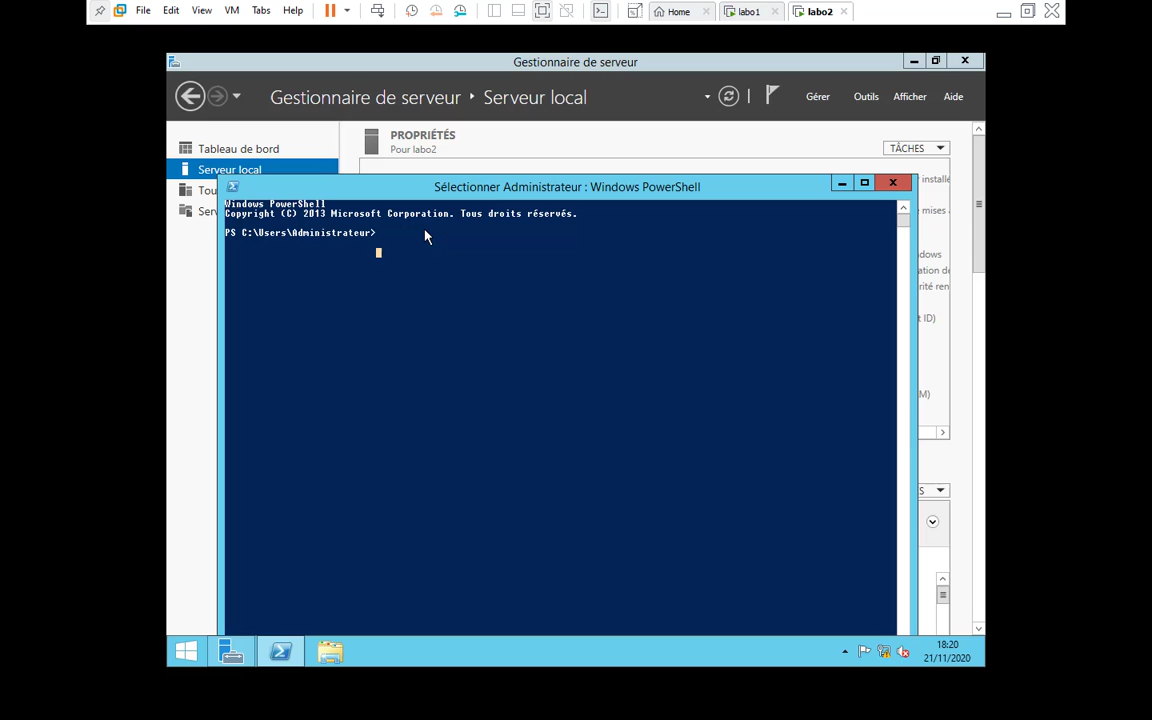 File Edit View VM Tabs Help Home labo1 labo2
Gestionnaire de serveur
Gestionnaire de serveur Serveur local Gérer Outils Afficher Aide
Tableau de bord
PROPRIÉTÉS
Pour labo2
TÂCHES
Serveur local
Sélectionner Administrateur : Windows PowerShell
Windows PowerShell
Copyright (C) 2013 Microsoft Corporation. Tous droits réservés.
PS C:\Users\Administrateur>
t ID)
M)
S
18:20
21/11/2020